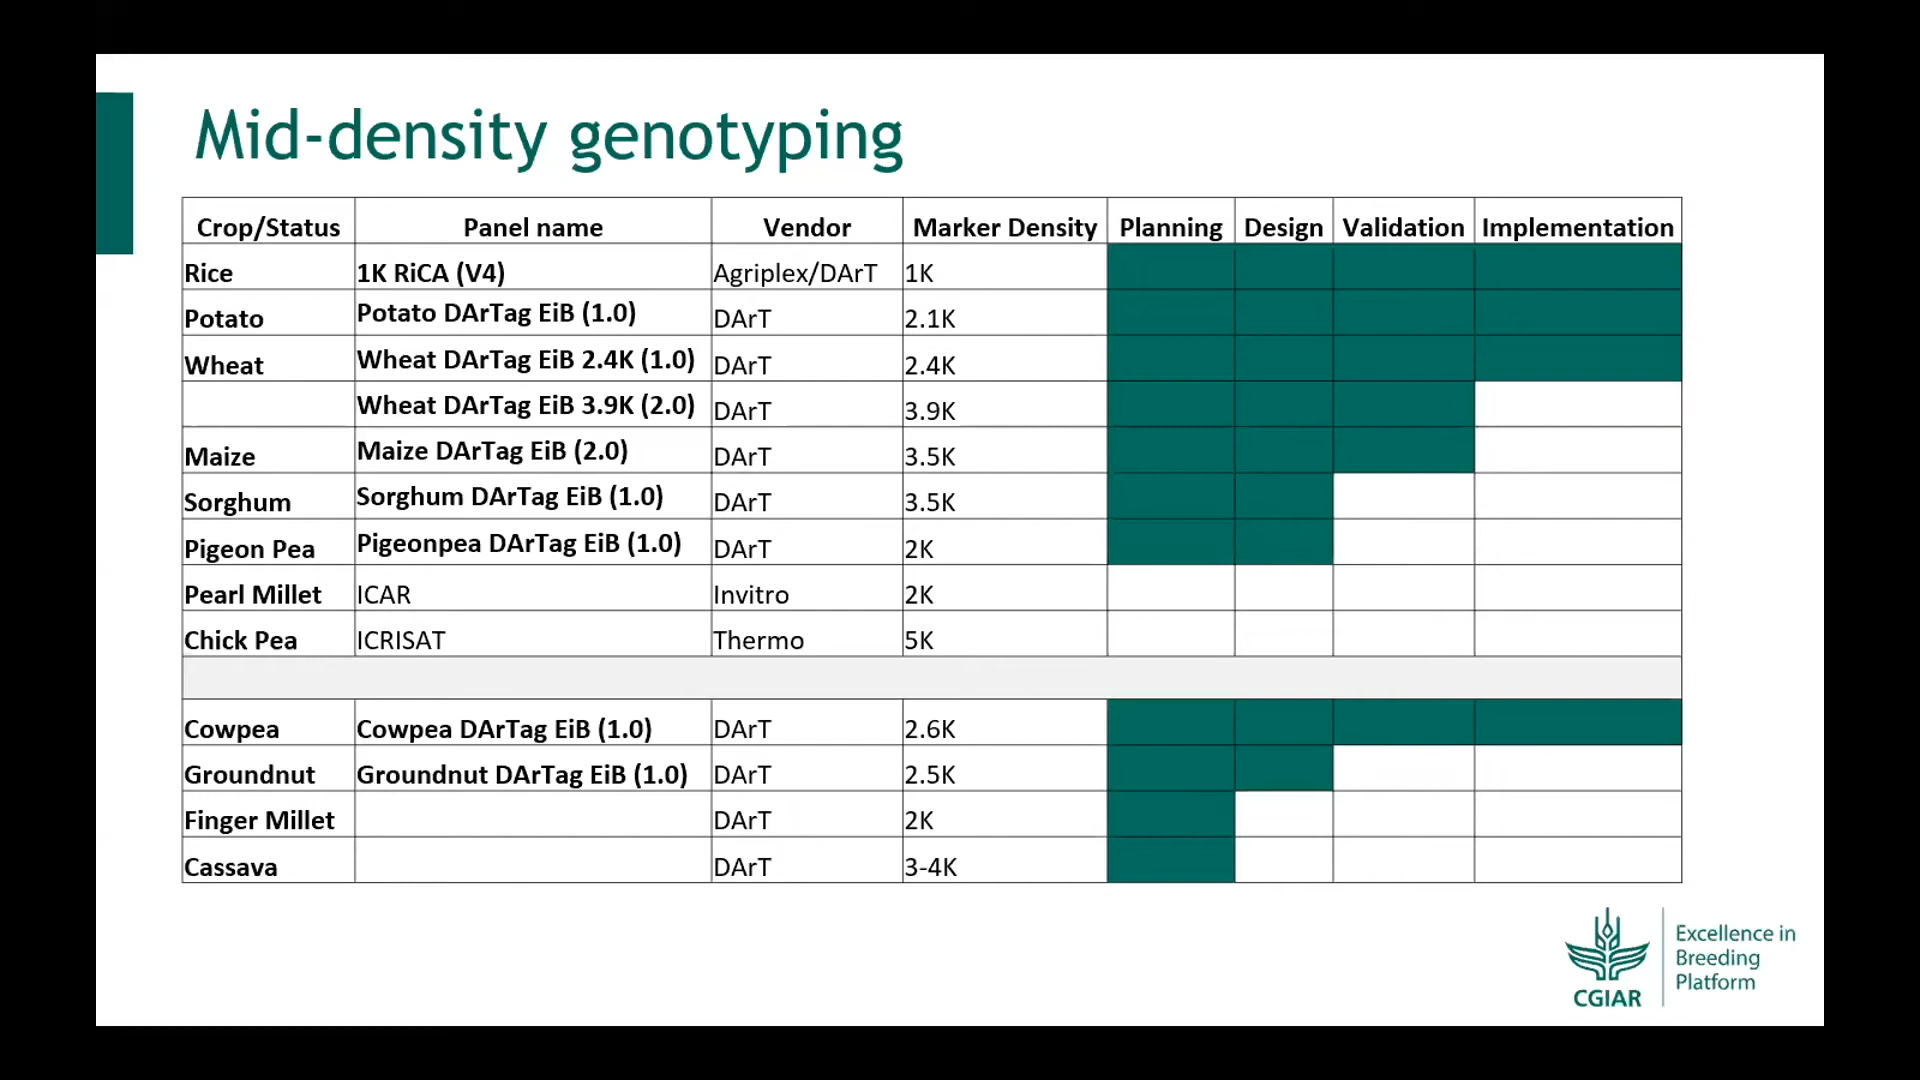 Mid-density genotyping
Crop/Status Panel name Vendor Marker Density Planning Design Validation Implementation
Rice 1K RiCA (V4) Agriplex/DArT 1K
Potato Potato DArTag EiB (1.0) DArT 2.1K
Wheat Wheat DArTag EiB 2.4K (1.0) DArT 2.4K
Wheat DArTag EiB 3.9K (2.0) DArT 3.9K
Maize Maize DArTag EiB (2.0) DArT 3.5K
Sorghum Sorghum DArTag EiB (1.0) DArT 3.5K
Pigeon Pea Pigeonpea DArTag EiB (1.0) DArT 2K
Pearl Millet ICAR Invitro 2K
Chick Pea ICRISAT Thermo 5K
Cowpea Cowpea DArTag EiB (1.0) DArT 2.6K
Groundnut Groundnut DArTag EiB (1.0) DArT 2.5K
Finger Millet DArT 2K
Cassava DArT 3-4K
CGIAR
Excellence in
Breeding
Platform